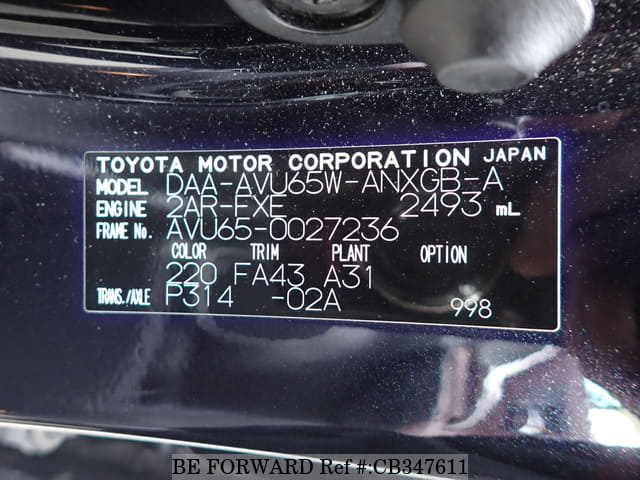 TOYOTA MOTOR CORPORATION JAPAN
MODEL DAA-AVU65W-ANXGB-A
ENGINE 2AR-FXE 2493 mL
FRAME No. AVU65-0027236
COLOR TRIM PLANT OPTION
220 FA43 A31
TRANS./AXLE P314 -02A 998
BE FORWARD Ref #:CB347611